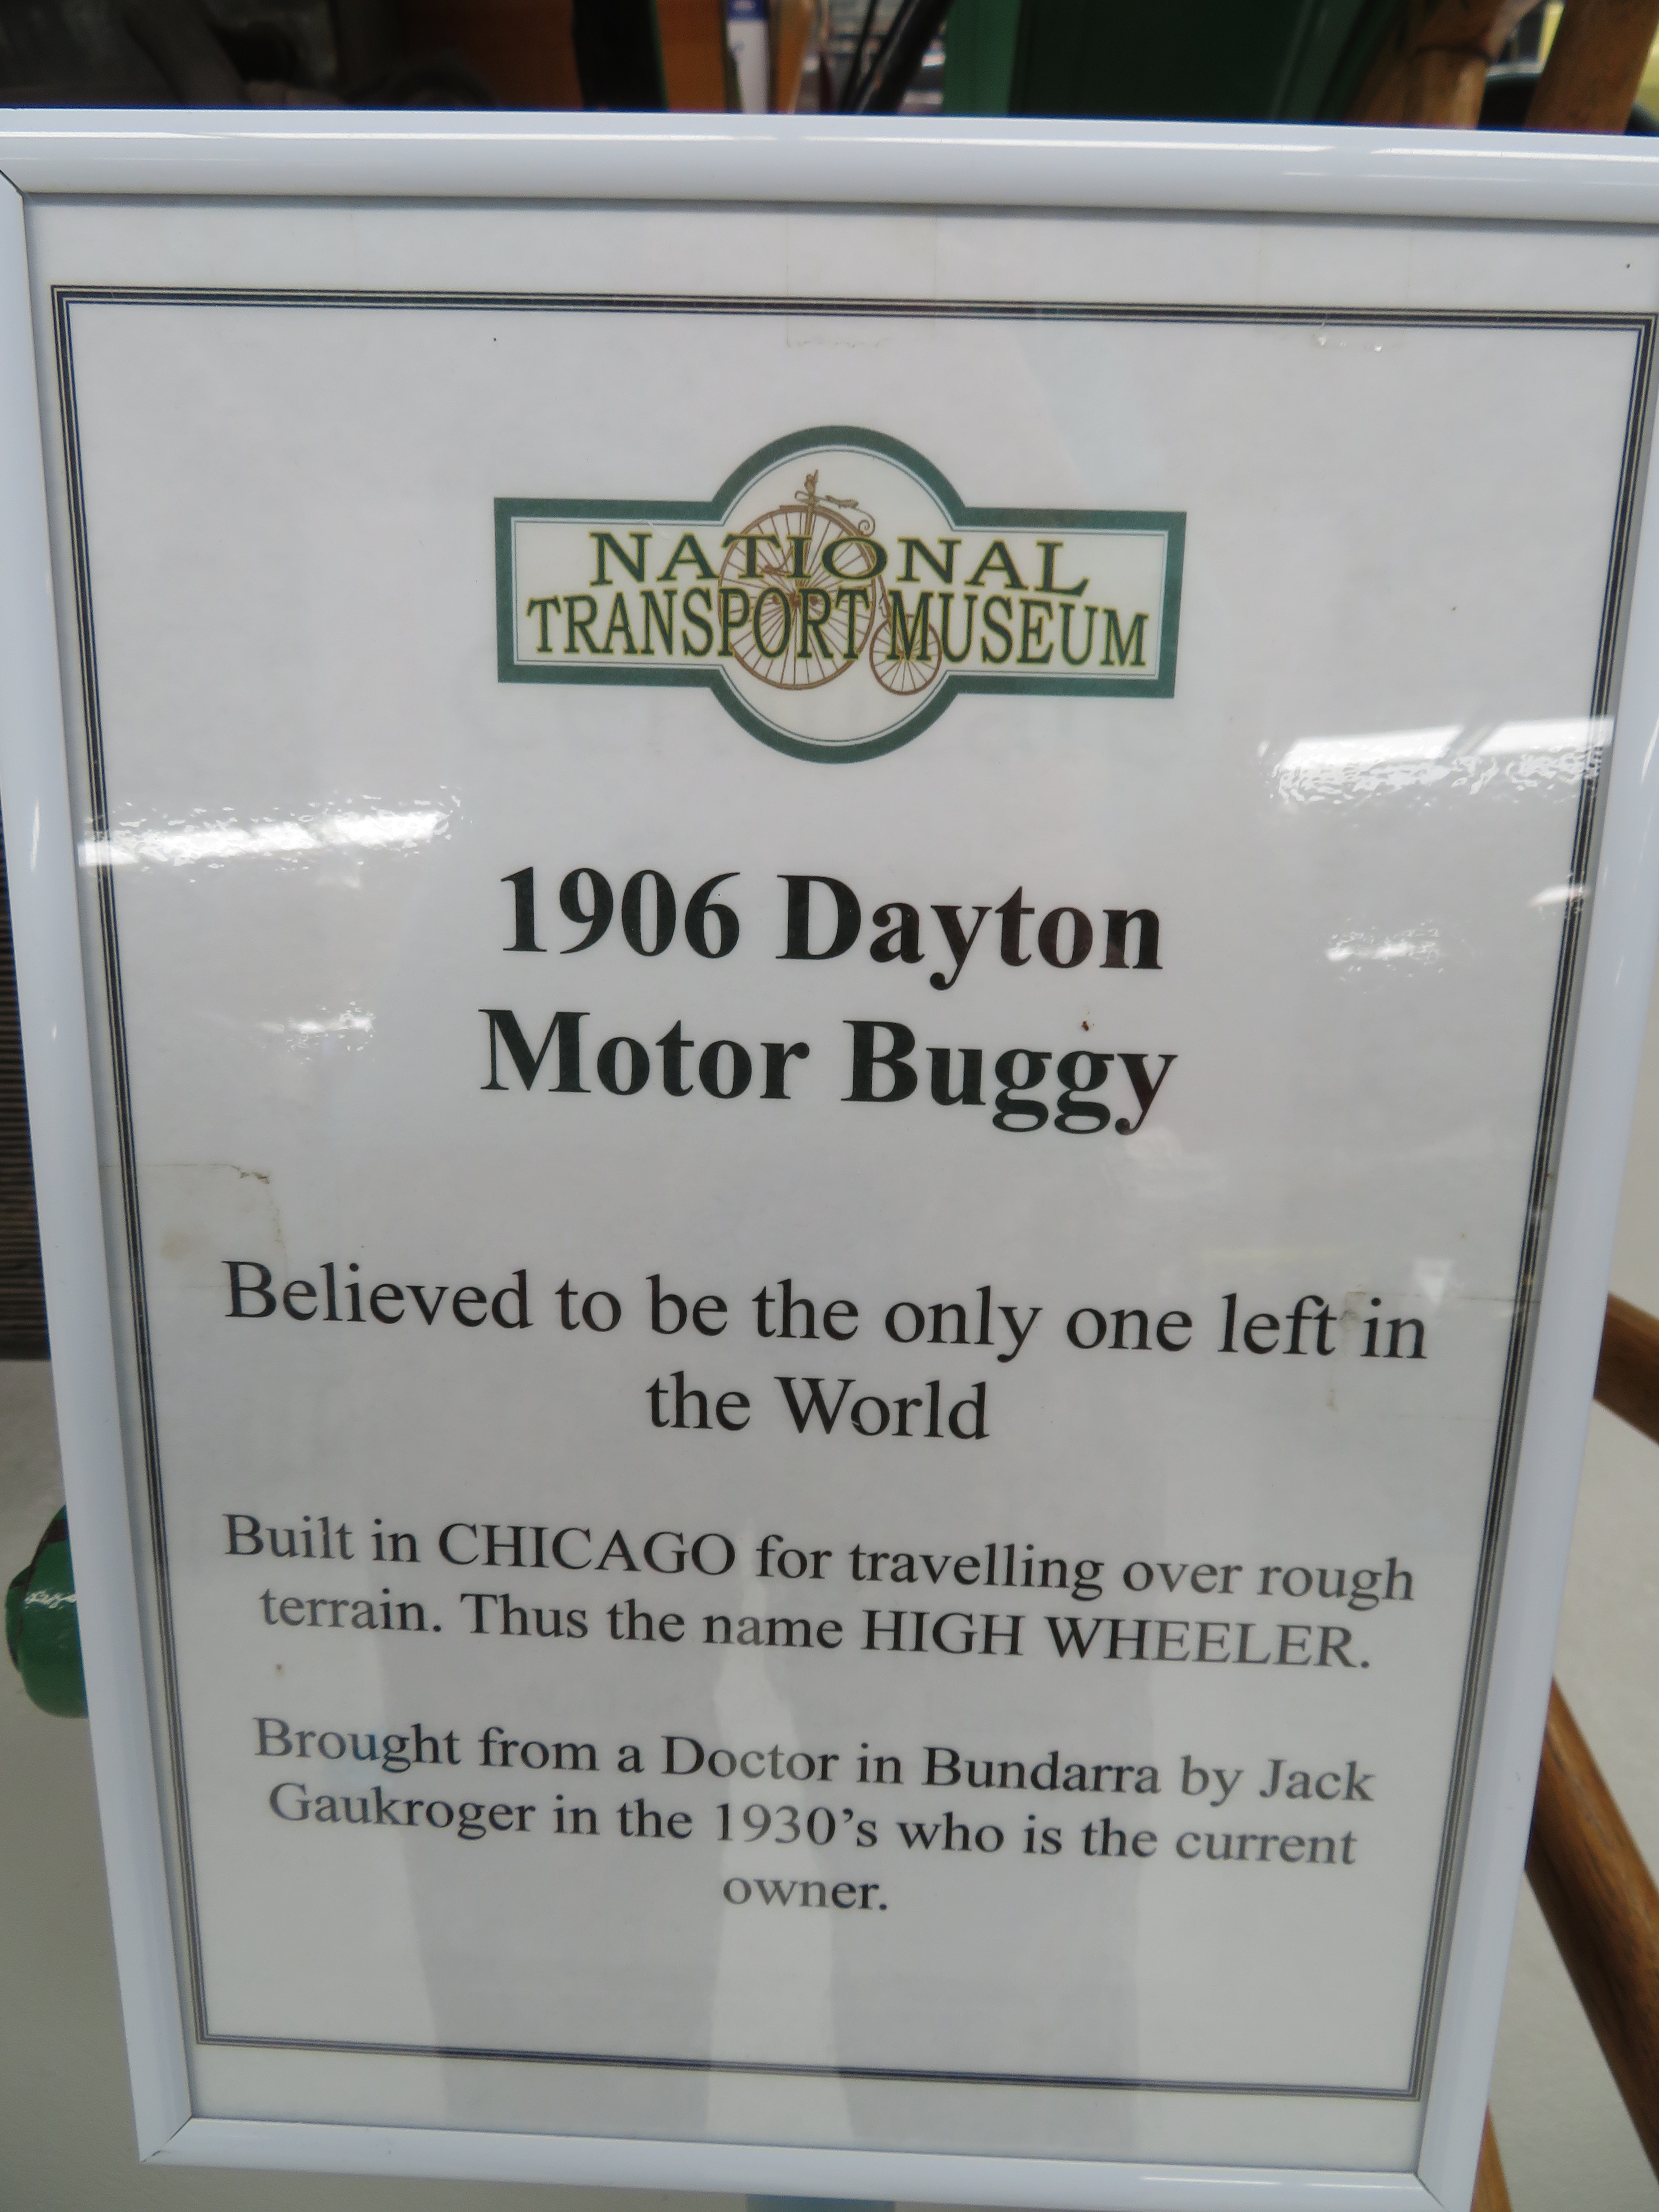 NATIONAL
TRANSPORT MUSEUM
1906 Dayton
Motor Buggy
Believed to be the only one left in
the World
Built in CHICAGO for travelling over rough
terrain. Thus the name HIGH WHEELER.
Brought from a Doctor in Bundarra by Jack
Gaukroger in the 1930’s who is the current
owner.